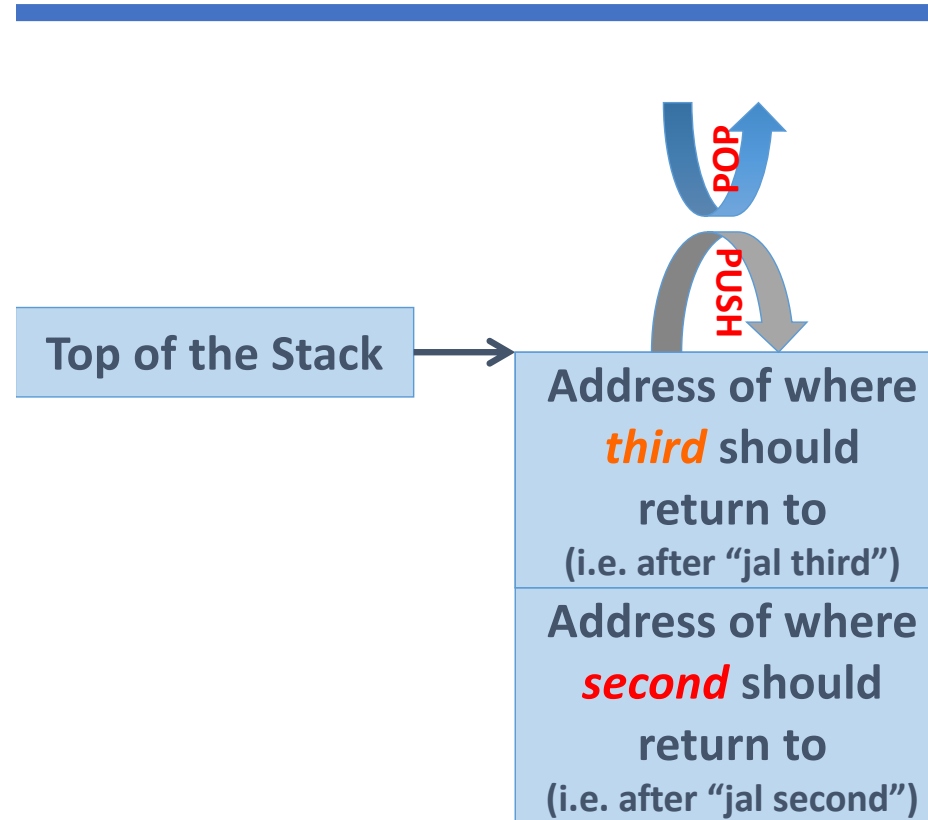 POP
PUSH
Top of the Stack
Address of where
third should
return to
(i.e. after “jal third”)
Address of where
second should
return to
(i.e. after “jal second”)